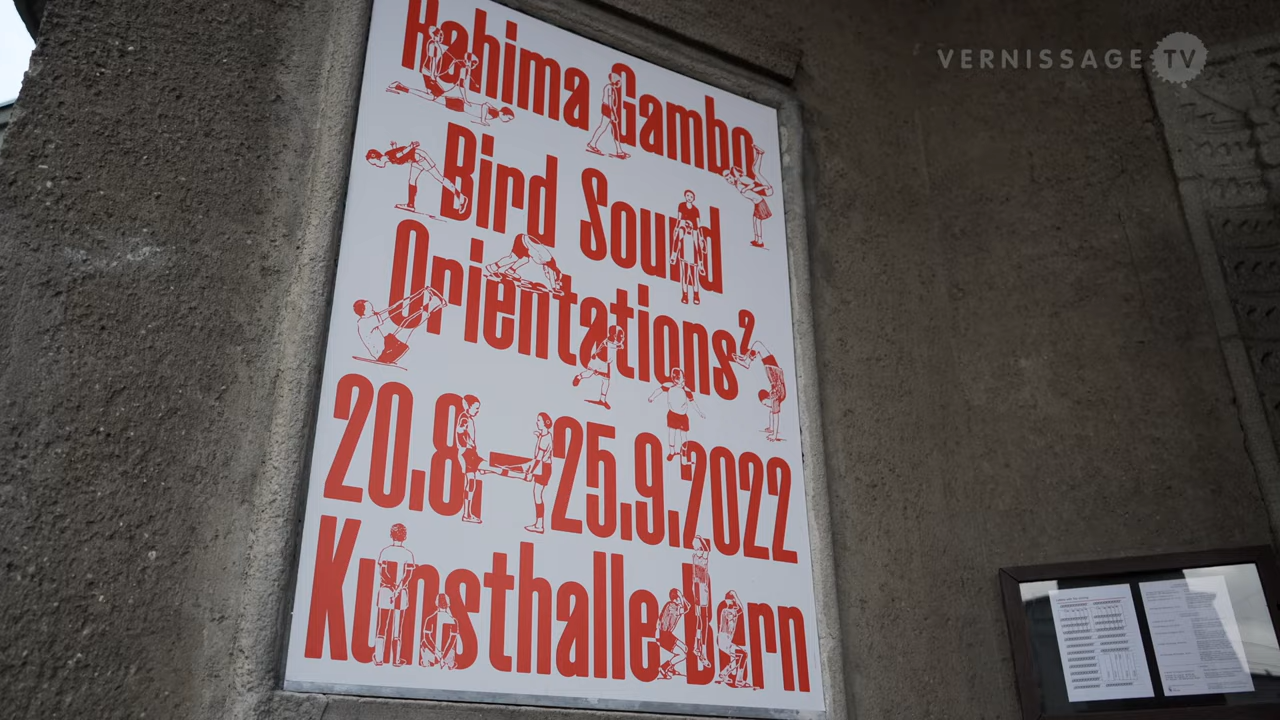 VERNISSAGE TV
Rahima Gambo
Bird Sound
Orientations²
20.8.–25.9.2022
Kunsthalle Bern